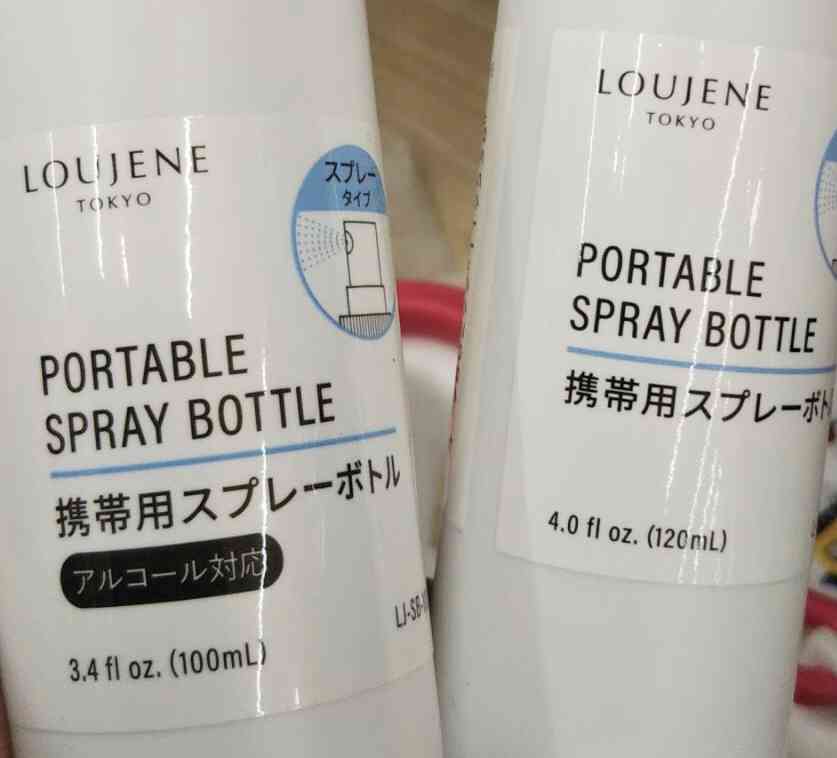 LOUJENE
TOKYO
スプレー
タイプ
PORTABLE
SPRAY BOTTLE
携帯用スプレーボトル
アルコール対応
3.4 fl oz. (100mL)
LOUJENE
TOKYO
PORTABLE
SPRAY BOTTLE
携帯用スプレーボ
4.0 fl oz. (120mL)